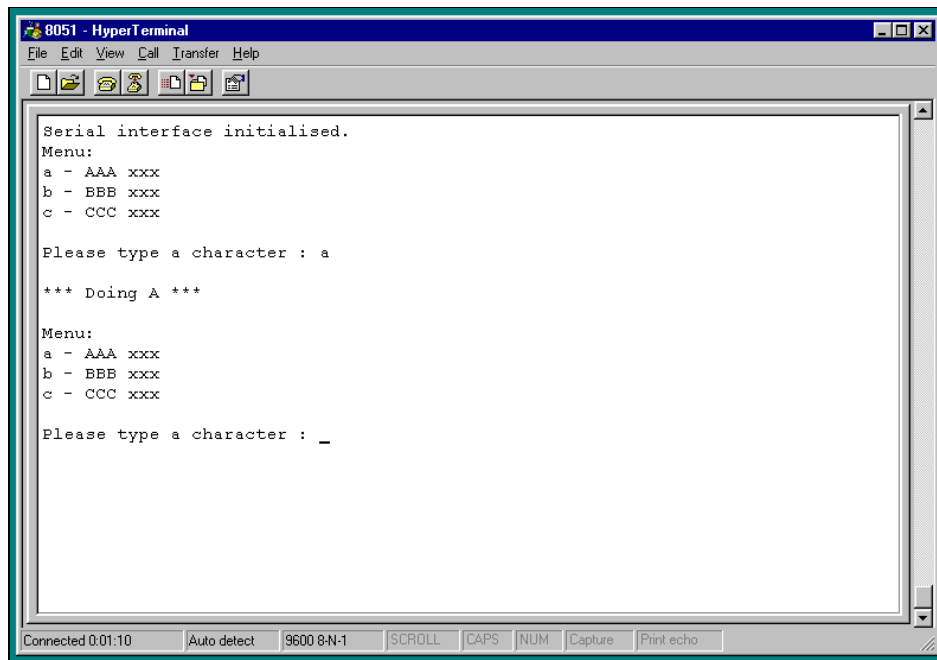 8051 - HyperTerminal
File Edit View Call Transfer Help
Serial interface initialised.
Menu:
a - AAA xxx
b - BBB xxx
c - CCC xxx
Please type a character : a
*** Doing A ***
Menu:
a - AAA xxx
b - BBB xxx
c - CCC xxx
Please type a character : _
Connected 0:01:10 Auto detect 9600 8-N-1 SCROLL CAPS NUM Capture Print echo